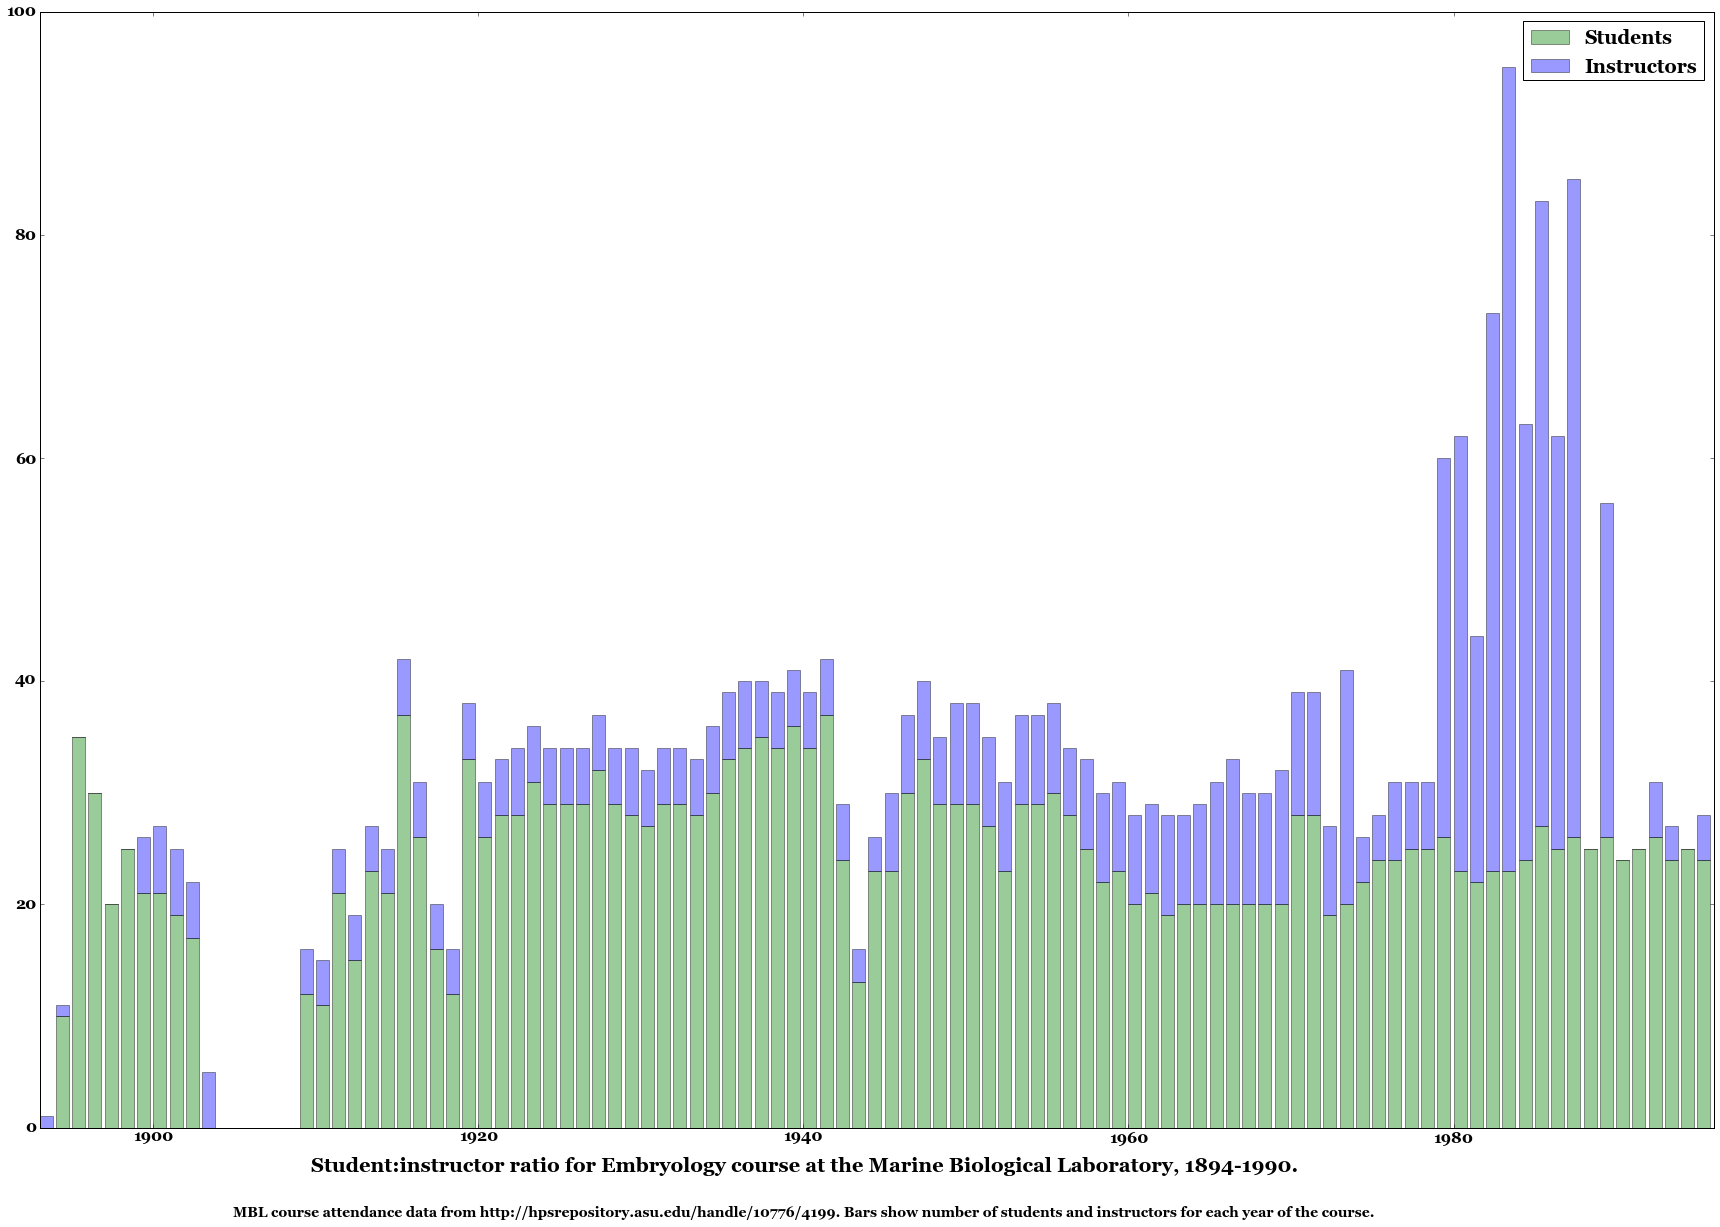 100
80
60
40
20
0
Students
Instructors
1900 1920 1940 1960 1980
Student:instructor ratio for Embryology course at the Marine Biological Laboratory, 1894-1990.
MBL course attendance data from http://hpsrepository.asu.edu/handle/10776/4199. Bars show number of students and instructors for each year of the course.